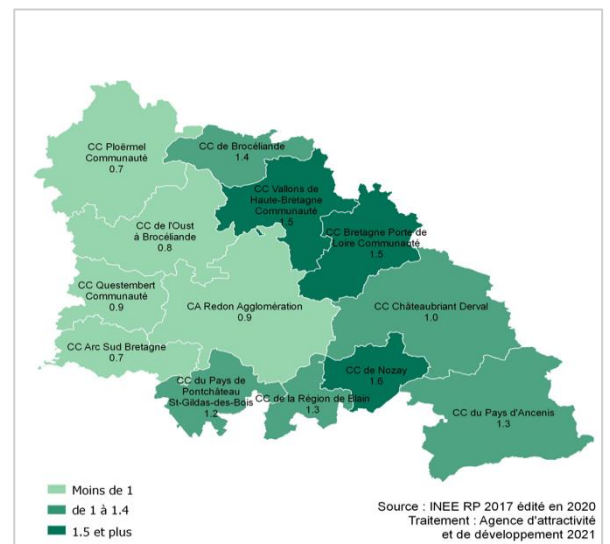 CC Ploërmel
Communauté
0.7
CC de Brocéliande
1.4
CC Vallons de
Haute-Bretagne
Communauté
1.5
CC de l'Oust
à Brocéliande
0.8
CC Bretagne Porte de
Loire Communauté
1.5
CC Questembert
Communauté
0.9
CA Redon Agglomération
0.9
CC Châteaubriant Derval
1.0
CC Arc Sud Bretagne
0.7
CC de Nozay
1.6
CC du Pays de
Pontchâteau
St-Gildas-des-Bois
1.2
CC de la Région de Blain
1.3
CC du Pays d'Ancenis
1.3
Moins de 1
de 1 à 1.4
1.5 et plus
Source : INEE RP 2017 édité en 2020
Traitement : Agence d'attractivité
et de développement 2021